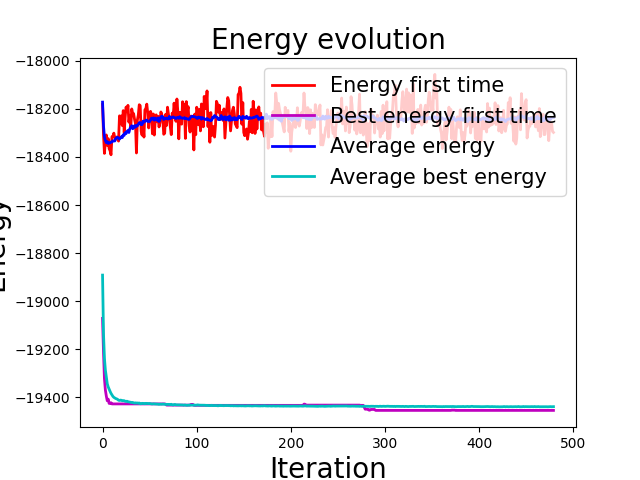 Energy evolution
Energy
−18000
−18200
−18400
−18600
−18800
−19000
−19200
−19400
Energy first time
Best energy first time
Average energy
Average best energy
0
100
200
300
400
500
Iteration